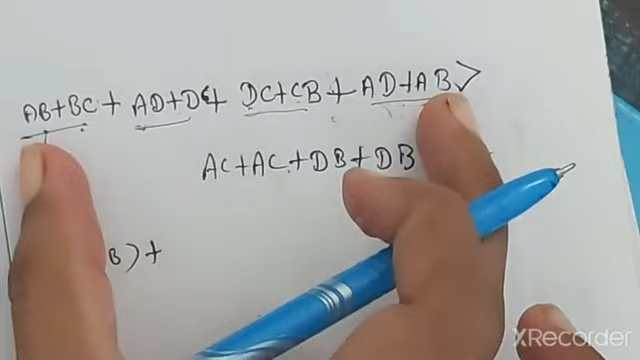 AB+BC+ AD+DC+ DC+CB+AD+AB>
AC+AC+DB+DB
B)+
XRecorder